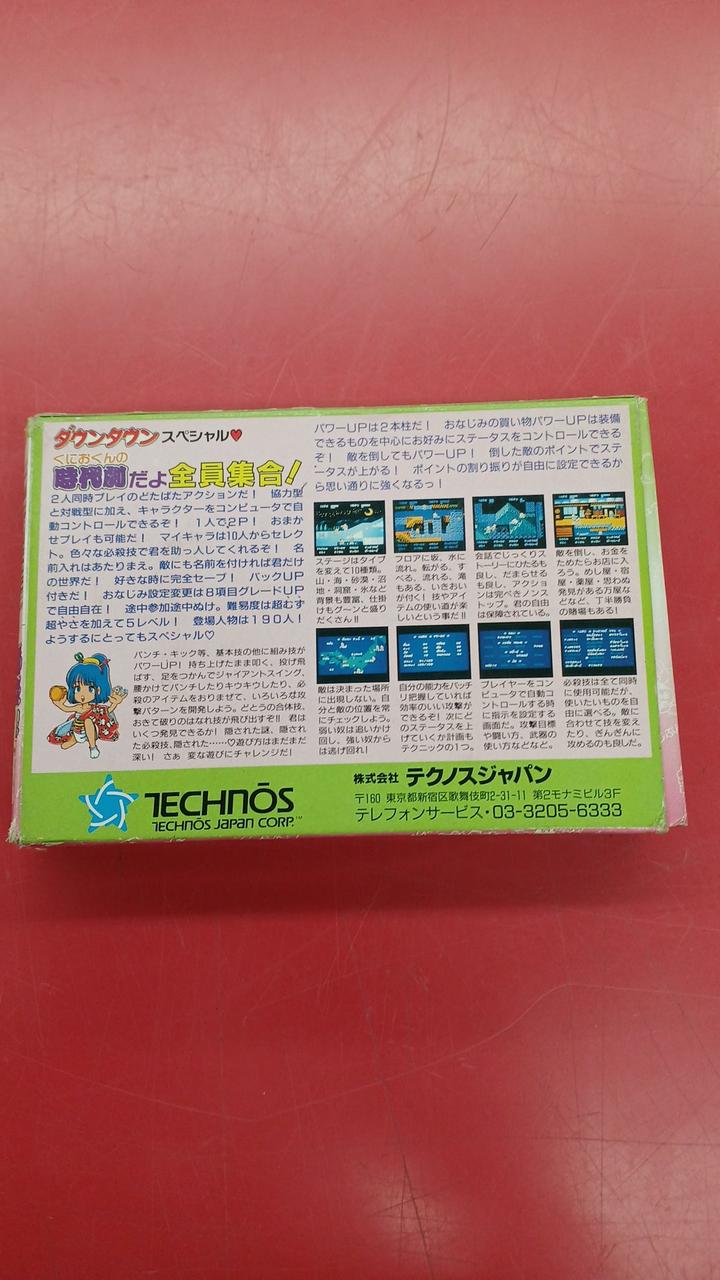 ダウンタウンスペシャル♥
くにおくんの
時代劇だよ全員集合!
2人同時プレイのどたばたアクションだ! 協力型
と対戦型に加え、キャラクターをコンピュータで自
動コントロールできるぞ! 1人で2P! おまか
せプレイも可能だ! マイキャラは10人からセレク
ト。色々な必殺技で君を助っ人してくれるぞ! 名
前入れはあたりまえ。敵にも名前を付ければ君だけ
の世界だ! 好きな時に完全セーブ! バックUP
付きだ! おなじみ設定変更は8項目グレードUP
で自由自在! 途中参加途中ぬけ。難易度は超むず
超やさを加えて5レベル! 登場人物は190人!
ようするにとってもスペシャル♡
パンチ・キック等、基本技の他に組み技が
パワーUP! 持ち上げたまま叩く、投げ飛
ばす、足をつかんでジャイアントスイング、
腰かけてパンチしたりキウキウしたり、必
殺のアイテムをおりまぜて、いろいろな攻
撃パターンを開発しよう。どとうの合体技、
おきて破りのはなれ技が飛び出すぞ!! 君は
いくつ発見できるか! 隠された謎、隠され
た必殺技、隠された……♡遊び方はまだまだ
深い! さぁ 変な遊びにチャレンジだ!
パワーUPは2本柱だ! おなじみの買い物パワーUPは装備
できるものを中心にお好みにステータスをコントロールできる
ぞ! 敵を倒してもパワーUP! 倒した敵のポイントでステ
ータスが上がる! ポイントの割り振りが自由に設定できるか
ら思い通りに強くなるっ!
ステージはタイプ
を変えて10種類。
山・海・砂漠・沼
地・洞窟・氷など
背景も豊富、仕掛
けもグーンと盛り
だくさん!!
フロアに坂、水に
流れ。転がる、す
べる、流れる、滝
もある、いきおい
が付く! 技やアイ
テムの使い道が楽
しいという事だ!!
会話でじっくりス
トーリーにひたるも
良し、だまらせる
も良し、アクショ
ンは完ぺきノンス
トップ。君の自由
は保障されている。
敵を倒し、お金を
ためたらお店に入
ろう。めし屋・宿
屋・薬屋・思わぬ
発見がある万屋な
どなど、丁半勝負
の賭場もある!
敵は決まった場所
に出現しない。自
分と敵の位置を常
にチェックしよう。
弱い奴は追いかけ
回し、強い奴から
は逃げ回れ!
自分の能力をバッチ
リ把握していれば
効率のいい攻撃が
できるぞ! 次にど
のステータスを上
げていくか計画も
テクニックの1つ。
プレイヤーをコン
ピュータで自動コ
ントロールする時
に指示を設定する
画面だ。攻撃目標
や闘い方、武器の
使い方などなど。
必殺技は全て同時
に使用可能だが、
使いたいものを自
由に選べる。敵に
合わせて技を変え
たり、ぎんぎんに
攻めるのも良しだ。
TECHNŌS
TECHNŌS JAPAN CORP.™
株式会社 テクノスジャパン
〒160 東京都新宿区歌舞伎町2-31-11 第2モナミビル3F
テレフォンサービス・03-3205-6333